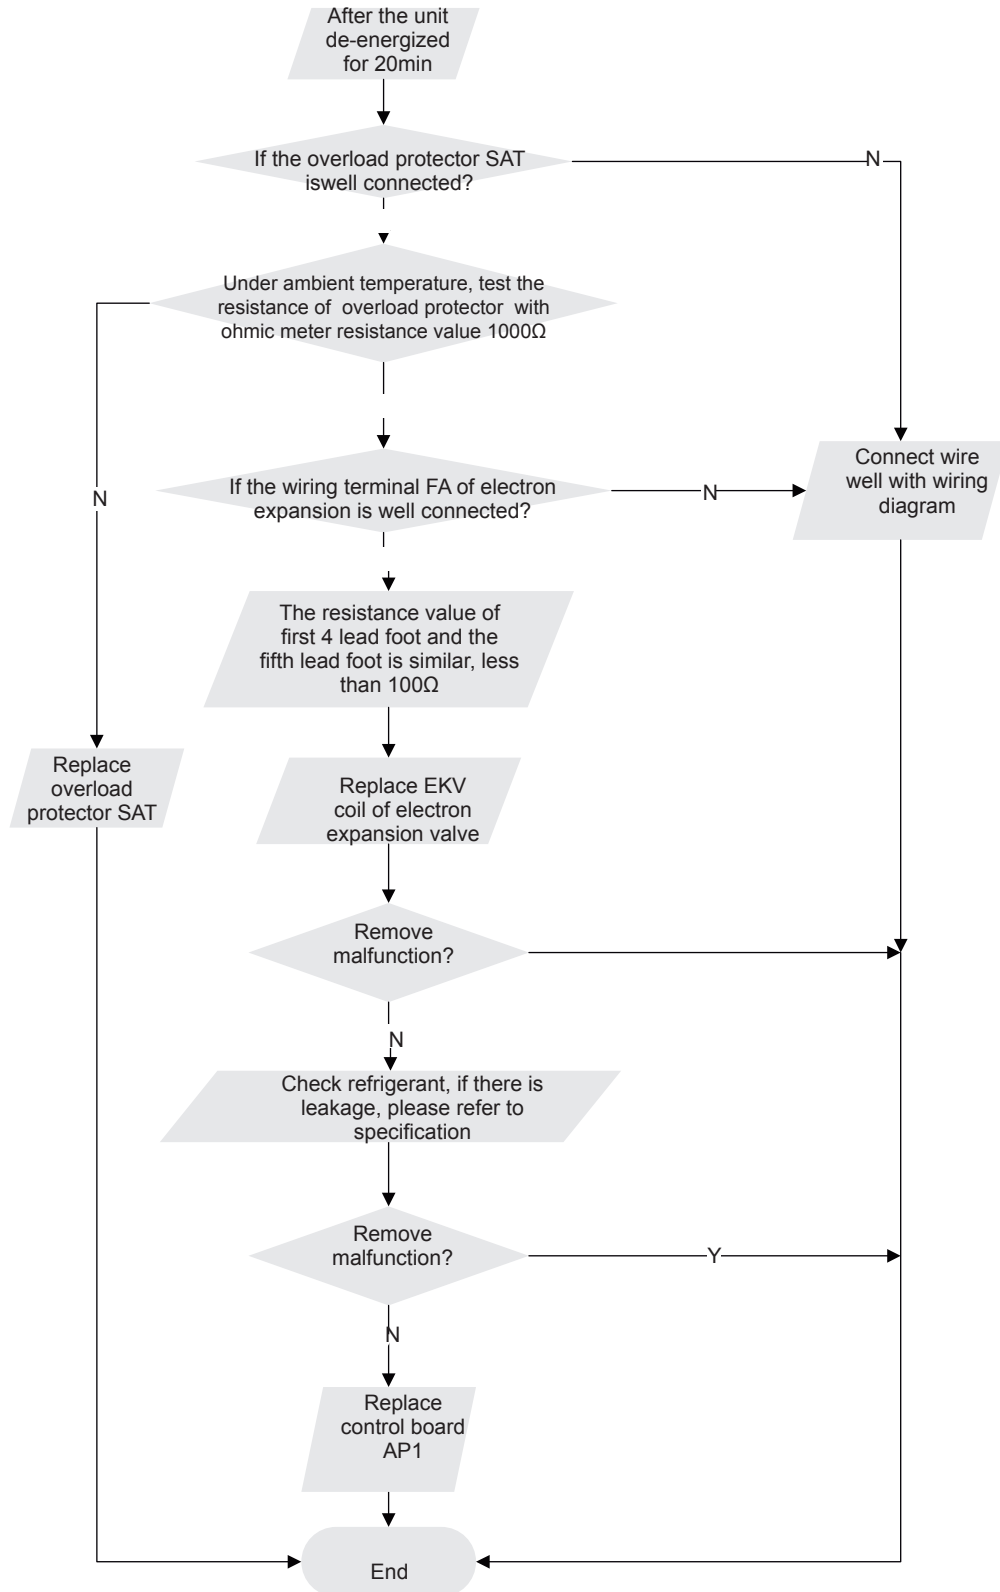 After the unit
de-energized
for 20min
If the overload protector SAT
iswell connected?
N
Under ambient temperature, test the
resistance of overload protector with
ohmic meter resistance value 1000Ω
N
If the wiring terminal FA of electron
expansion is well connected?
N
Connect wire
well with wiring
diagram
The resistance value of
first 4 lead foot and the
fifth lead foot is similar, less
than 100Ω
Replace
overload
protector SAT
Replace EKV
coil of electron
expansion valve
Remove
malfunction?
N
Check refrigerant, if there is
leakage, please refer to
specification
Remove
malfunction?
Y
N
Replace
control board
AP1
End